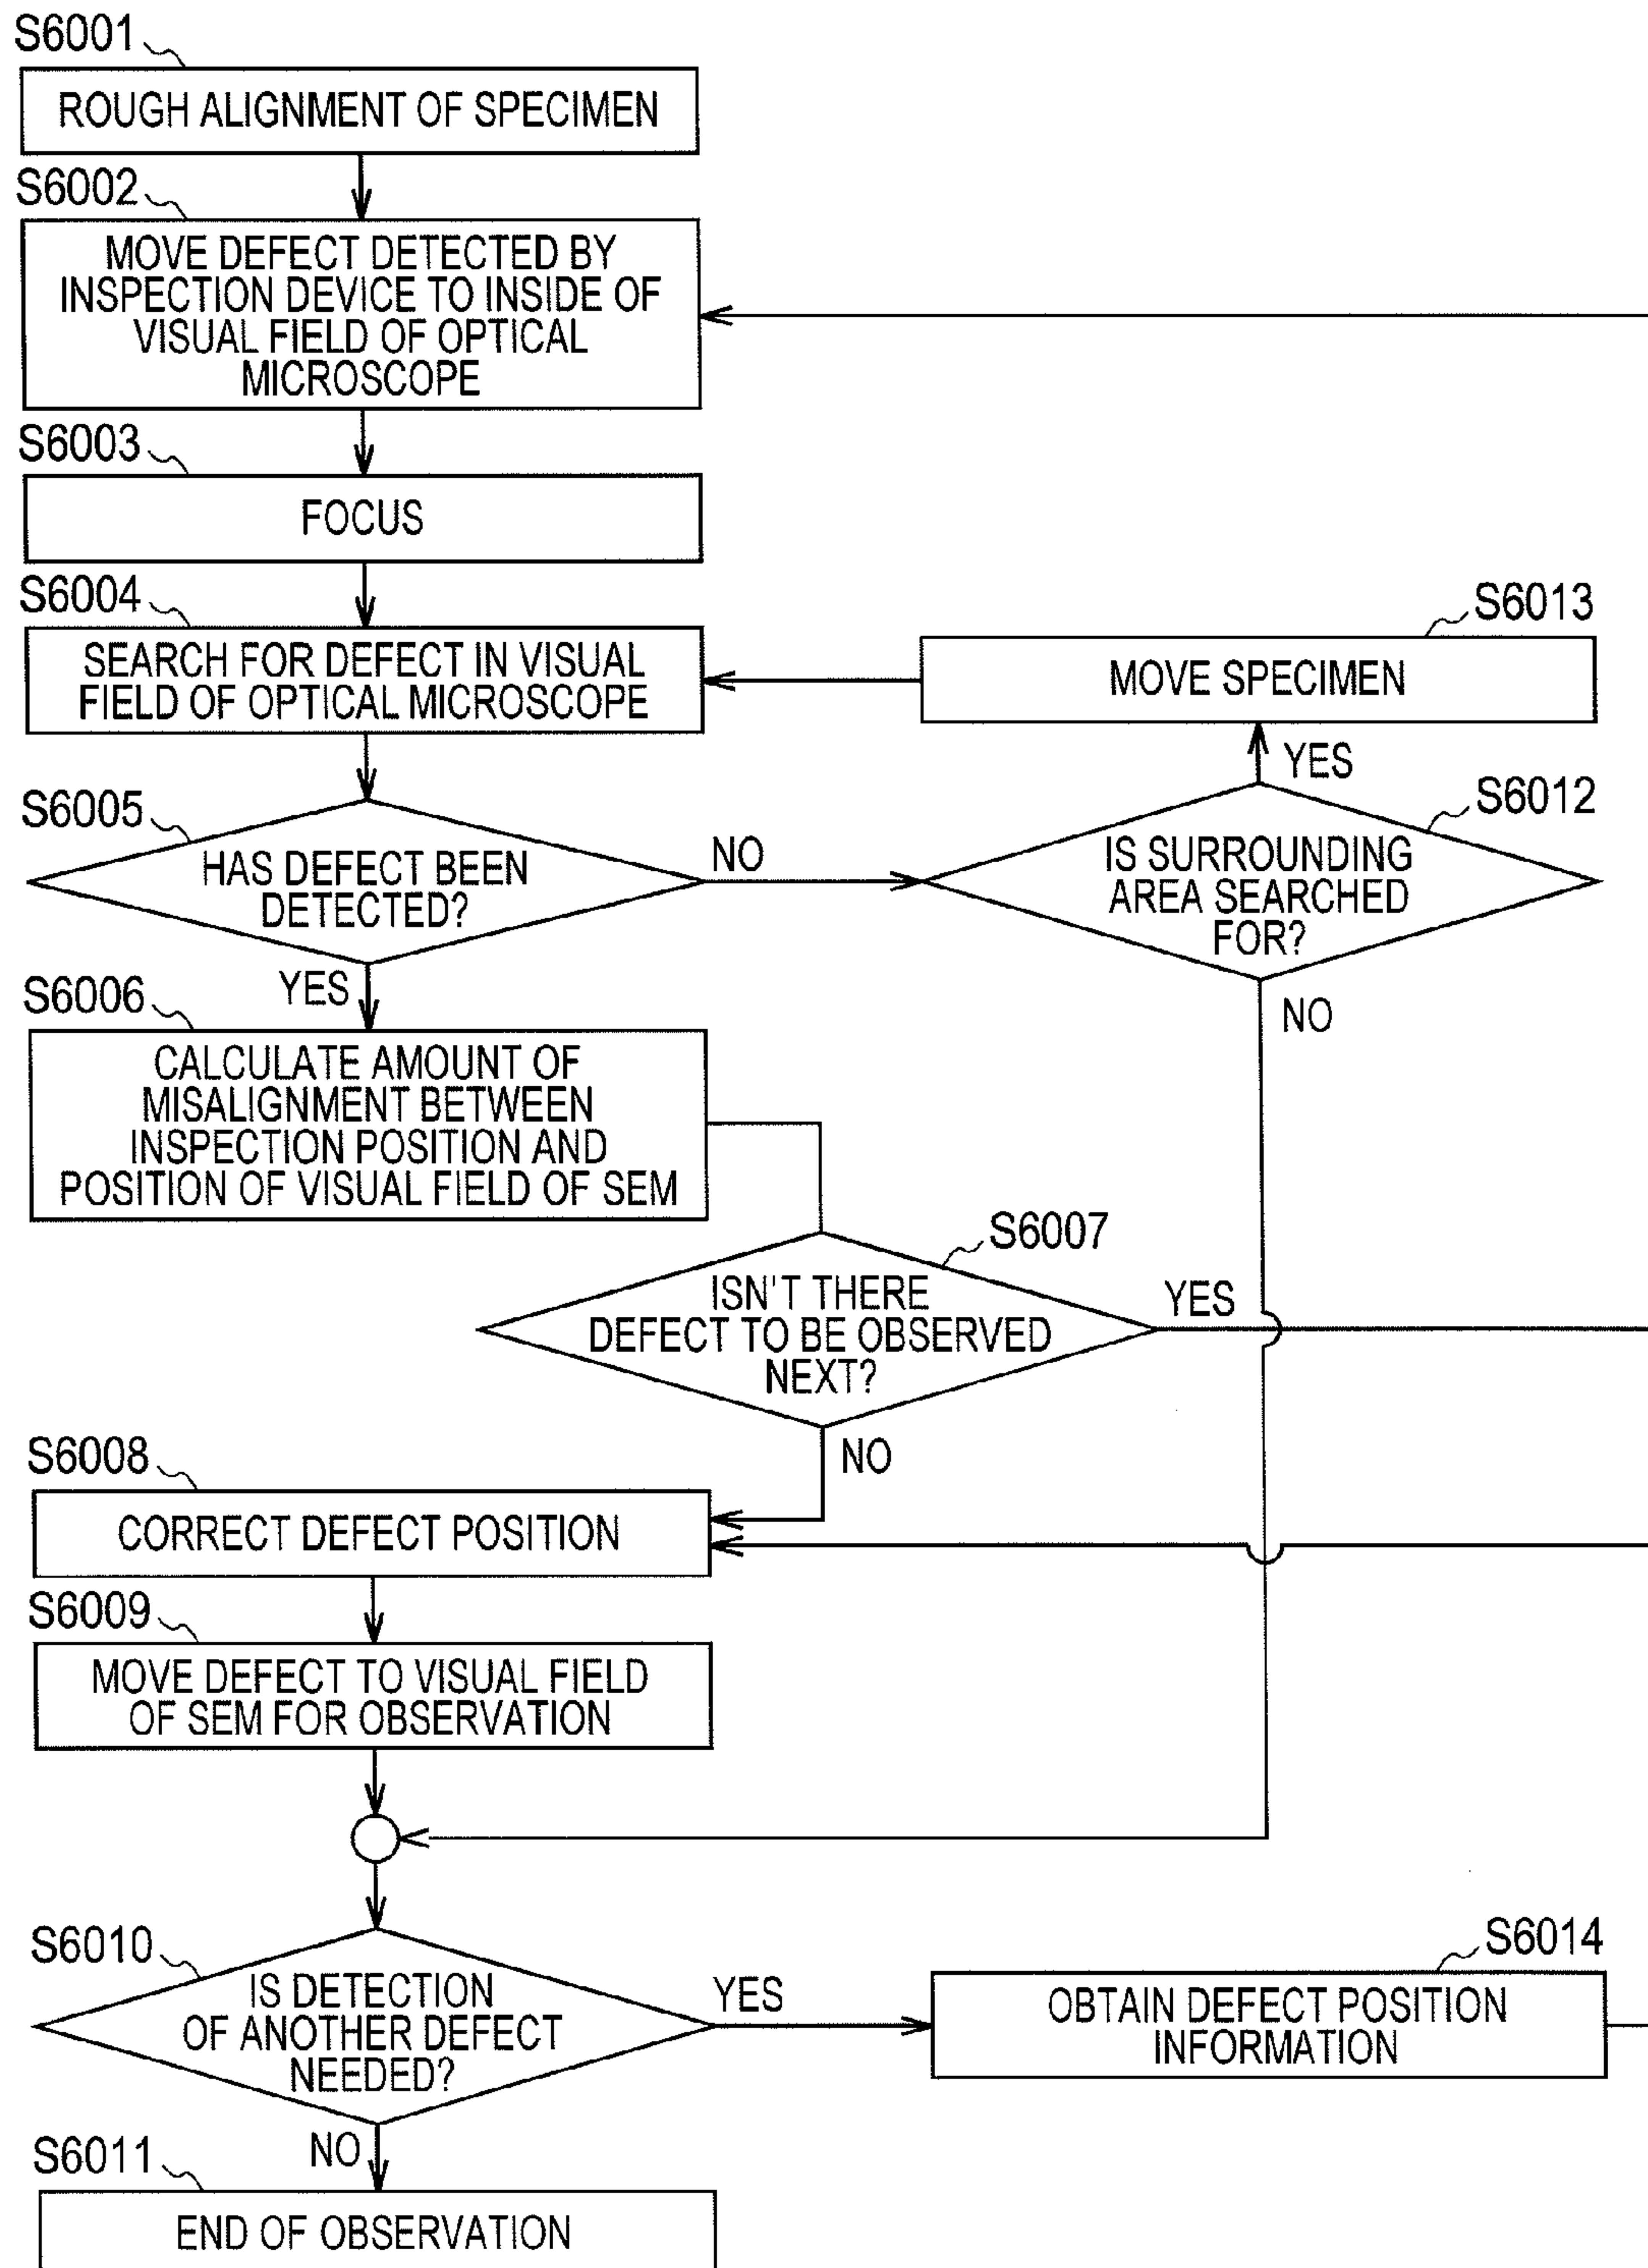 S6001
ROUGH ALIGNMENT OF SPECIMEN
S6002
MOVE DEFECT DETECTED BY
INSPECTION DEVICE TO INSIDE OF
VISUAL FIELD OF OPTICAL
MICROSCOPE
S6003
FOCUS
S6004
SEARCH FOR DEFECT IN VISUAL
FIELD OF OPTICAL MICROSCOPE
S6013
MOVE SPECIMEN
YES
S6005
HAS DEFECT BEEN
DETECTED?
NO
S6012
IS SURROUNDING
AREA SEARCHED
FOR?
NO
YES
S6006
CALCULATE AMOUNT OF
MISALIGNMENT BETWEEN
INSPECTION POSITION AND
POSITION OF VISUAL FIELD OF SEM
S6007
ISN'T THERE
DEFECT TO BE OBSERVED
NEXT?
YES
NO
S6008
CORRECT DEFECT POSITION
S6009
MOVE DEFECT TO VISUAL FIELD
OF SEM FOR OBSERVATION
S6010
IS DETECTION
OF ANOTHER DEFECT
NEEDED?
YES
S6014
OBTAIN DEFECT POSITION
INFORMATION
NO
S6011
END OF OBSERVATION